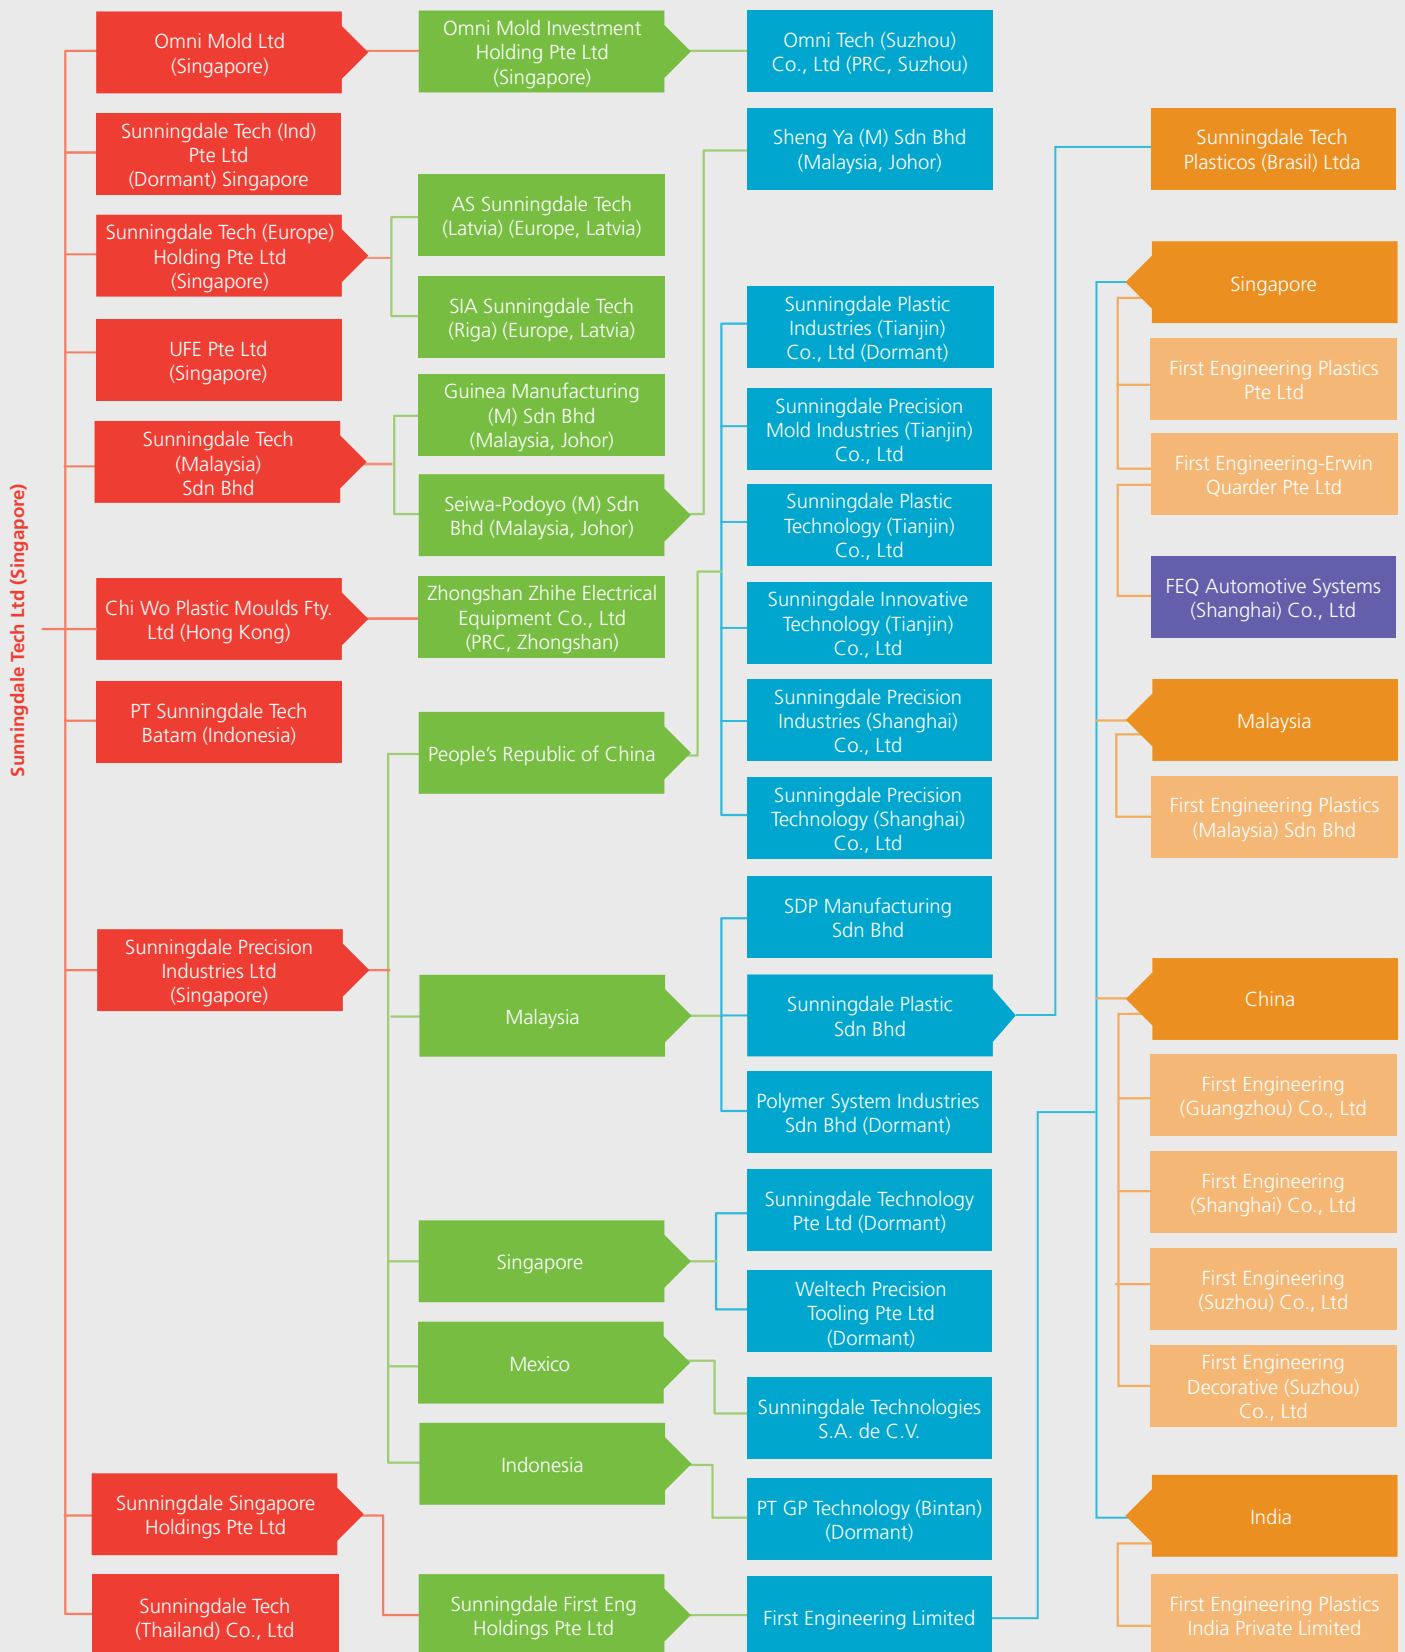 Sunningdale Tech Ltd (Singapore)
Omni Mold Ltd
(Singapore)
Sunningdale Tech (Ind)
Pte Ltd
(Dormant) Singapore
Sunningdale Tech (Europe)
Holding Pte Ltd
(Singapore)
UFE Pte Ltd
(Singapore)
Sunningdale Tech
(Malaysia)
Sdn Bhd
Chi Wo Plastic Moulds Fty.
Ltd (Hong Kong)
PT Sunningdale Tech
Batam (Indonesia)
Sunningdale Precision
Industries Ltd
(Singapore)
Sunningdale Singapore
Holdings Pte Ltd
Sunningdale Tech
(Thailand) Co., Ltd
Omni Mold Investment
Holding Pte Ltd
(Singapore)
AS Sunningdale Tech
(Latvia) (Europe, Latvia)
SIA Sunningdale Tech
(Riga) (Europe, Latvia)
Guinea Manufacturing
(M) Sdn Bhd
(Malaysia, Johor)
Seiwa-Podoyo (M) Sdn
Bhd (Malaysia, Johor)
Zhongshan Zhihe Electrical
Equipment Co., Ltd
(PRC, Zhongshan)
People's Republic of China
Malaysia
Singapore
Mexico
Indonesia
Sunningdale First Eng
Holdings Pte Ltd
Omni Tech (Suzhou)
Co., Ltd (PRC, Suzhou)
Sheng Ya (M) Sdn Bhd
(Malaysia, Johor)
Sunningdale Plastic
Industries (Tianjin)
Co., Ltd (Dormant)
Sunningdale Precision
Mold Industries (Tianjin)
Co., Ltd
Sunningdale Plastic
Technology (Tianjin)
Co., Ltd
Sunningdale Innovative
Technology (Tianjin)
Co., Ltd
Sunningdale Precision
Industries (Shanghai)
Co., Ltd
Sunningdale Precision
Technology (Shanghai)
Co., Ltd
SDP Manufacturing
Sdn Bhd
Sunningdale Plastic
Sdn Bhd
Polymer System Industries
Sdn Bhd (Dormant)
Sunningdale Technology
Pte Ltd (Dormant)
Weltech Precision
Tooling Pte Ltd
(Dormant)
Sunningdale Technologies
S.A. de C.V.
PT GP Technology (Bintan)
(Dormant)
First Engineering Limited
Sunningdale Tech
Plasticos (Brasil) Ltda
Singapore
First Engineering Plastics
Pte Ltd
First Engineering-Erwin
Quarder Pte Ltd
FEQ Automotive Systems
(Shanghai) Co., Ltd
Malaysia
First Engineering Plastics
(Malaysia) Sdn Bhd
China
First Engineering
(Guangzhou) Co., Ltd
First Engineering
(Shanghai) Co., Ltd
First Engineering
(Suzhou) Co., Ltd
First Engineering
Decorative (Suzhou)
Co., Ltd
India
First Engineering Plastics
India Private Limited